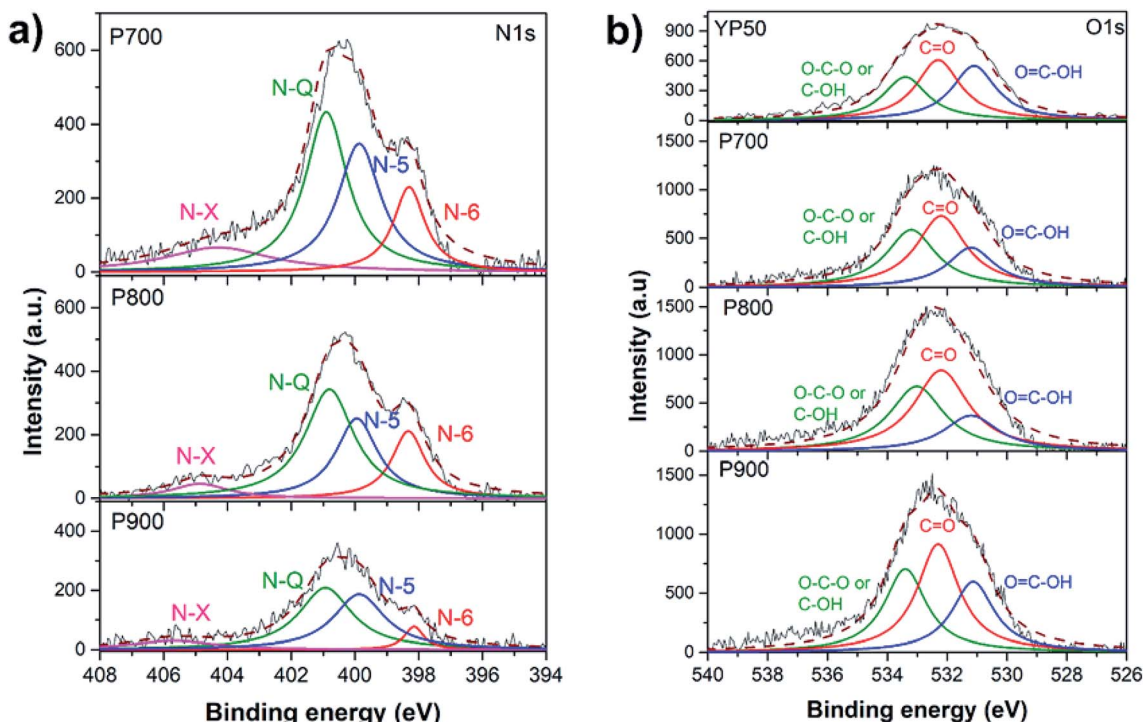 a)
P700
N1s
600
400
200
0
N-Q
N-5
N-6
N-X
P800
600
400
200
0
N-Q
N-5
N-6
N-X
P900
400
200
0
N-Q
N-5
N-6
N-X
408 406 404 402 400 398 396 394
Binding energy (eV)
Intensity (a.u.)
b)
YP50
O1s
900
600
300
0
O-C-O or
C-OH
C=O
O=C-OH
P700
1500
1000
500
0
O-C-O or
C-OH
C=O
O=C-OH
P800
1500
1000
500
0
O-C-O or
C-OH
C=O
O=C-OH
P900
1500
1000
500
0
O-C-O or
C-OH
C=O
O=C-OH
540 538 536 534 532 530 528 526
Binding energy (eV)
Intensity (a.u)